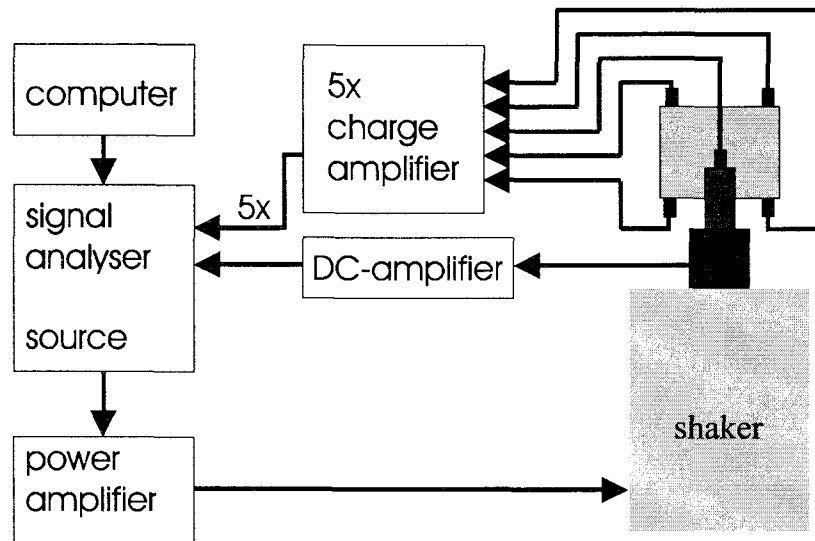 computer
5x
charge
amplifier
signal
analyser
5x
DC-amplifier
source
shaker
power
amplifier